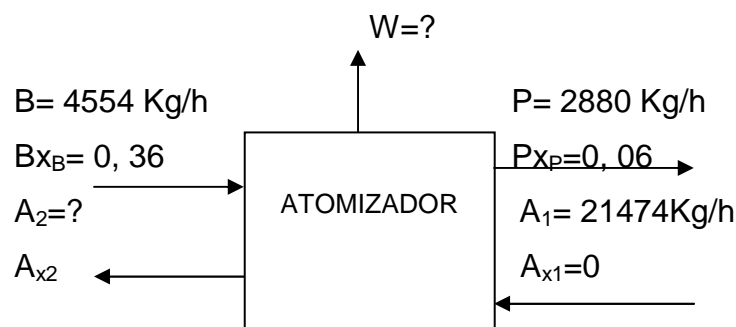 W=?
B= 4554 Kg/h
Bx_B= 0, 36
A₂=?
A_x2
ATOMIZADOR
P= 2880 Kg/h
Px_P=0, 06
A₁= 21474Kg/h
A_x1=0